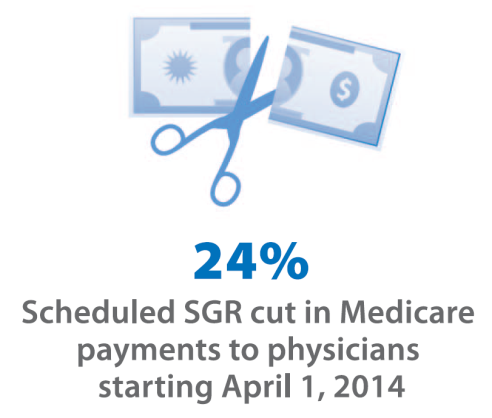 $
24%
Scheduled SGR cut in Medicare
payments to physicians
starting April 1, 2014